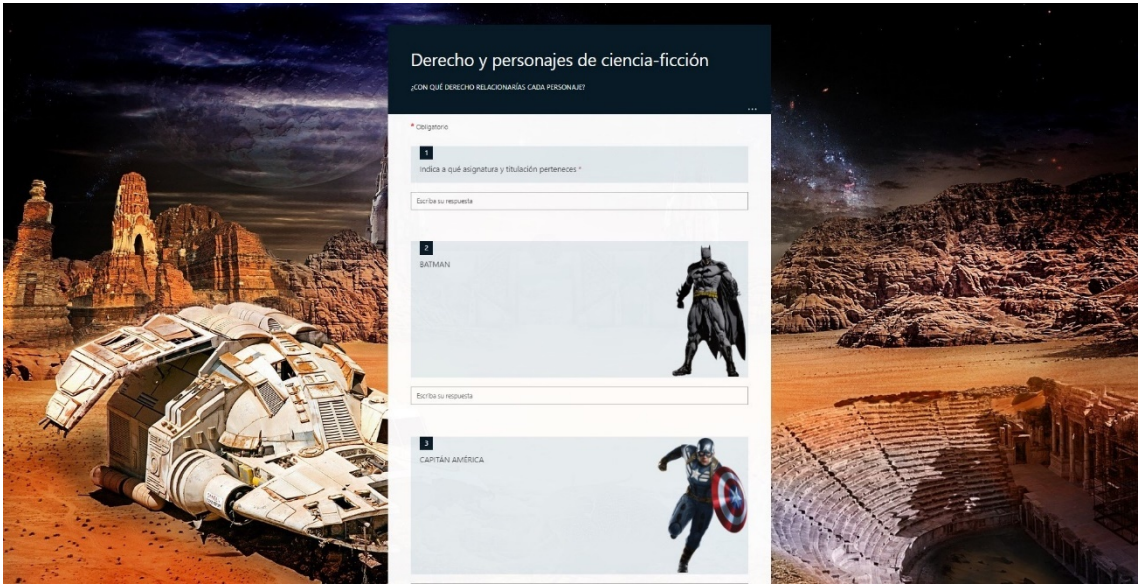 Derecho y personajes de ciencia-ficción
¿CON QUÉ DERECHO RELACIONARÍAS CADA PERSONAJE?
...
* Obligatorio
1
Indica a qué asignatura y titulación perteneces *
Escriba su respuesta
2
BATMAN
Escriba su respuesta
3
CAPITÁN AMÉRICA